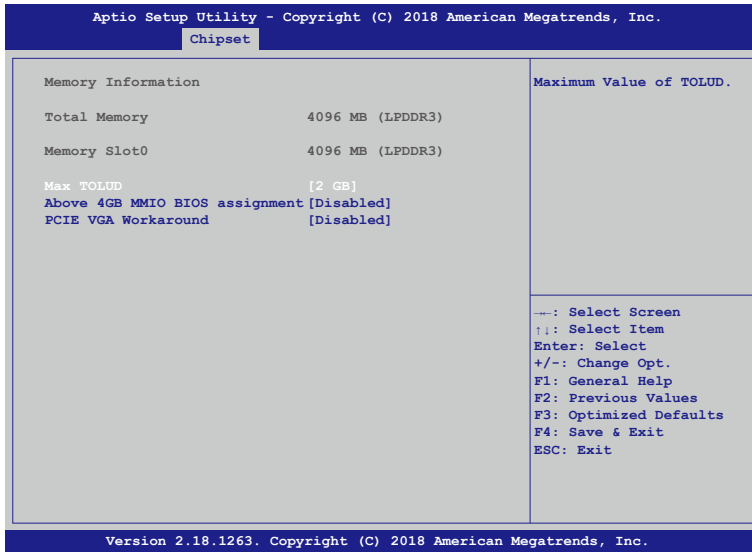 Aptio Setup Utility - Copyright (C) 2018 American Megatrends, Inc.
Chipset
Memory Information
Total Memory 4096 MB (LPDDR3)
Memory Slot0 4096 MB (LPDDR3)
Max TOLUD [2 GB]
Above 4GB MMIO BIOS assignment [Disabled]
PCIE VGA Workaround [Disabled]
Maximum Value of TOLUD.
→←: Select Screen
↑↓: Select Item
Enter: Select
+/-: Change Opt.
F1: General Help
F2: Previous Values
F3: Optimized Defaults
F4: Save & Exit
ESC: Exit
Version 2.18.1263. Copyright (C) 2018 American Megatrends, Inc.